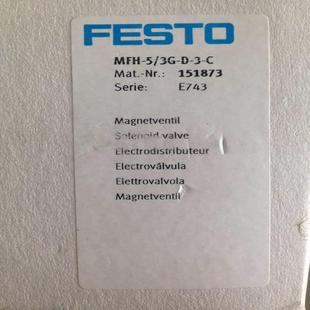 FESTO
MFH-5/3G-D-3-C
Mat.-Nr.: 151873
Serie: E743
Magnetventil
Solenoid valve
Electrodistributeur
Electroválvula
Elettrovalvola
Magnetventil